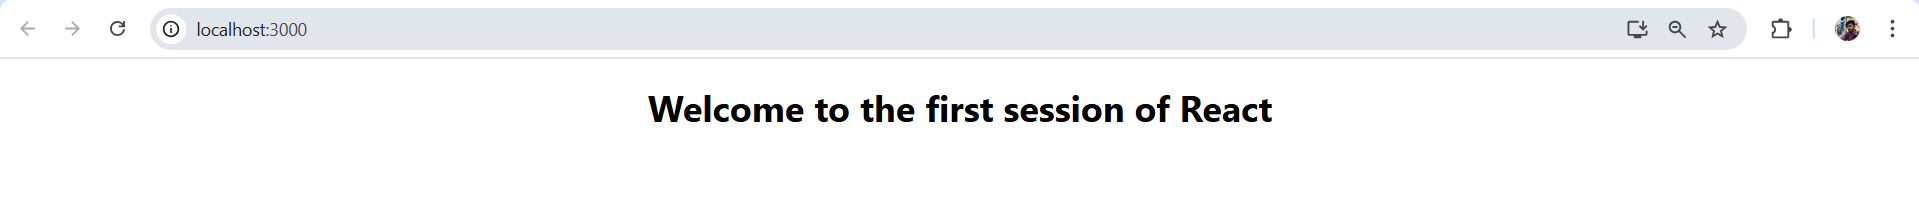 localhost:3000
Welcome to the first session of React